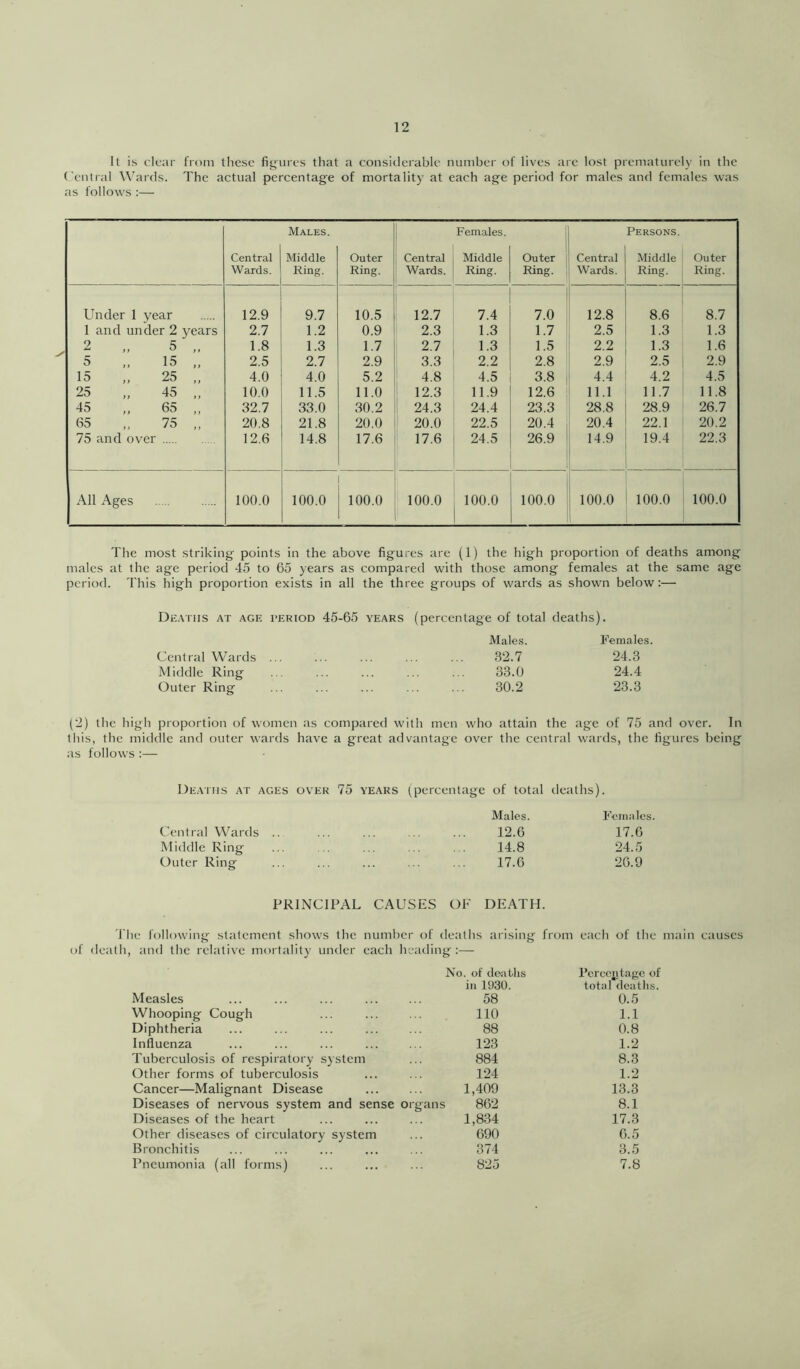 12
It is clear from these figures that a considerable number of lives are lost prematurely in the
Central Wards. The actual percentage of mortality at each age period for males and females was
as follows :—
Males. Females. Persons.
Central Wards. Middle Ring. Outer Ring. Central Wards. Middle Ring. Outer Ring. Central Wards. Middle Ring. Outer Ring.
Under 1 year ..... 12.9 9.7 10.5 12.7 7.4 7.0 12.8 8.6 8.7
1 and under 2 years 2.7 1.2 0.9 2.3 1.3 1.7 2.5 1.3 1.3
2 ,, 5 ,, 1.8 1.3 1.7 2.7 1.3 1.5 2.2 1.3 1.6
5 ,, 15 ,, 2.5 2.7 2.9 3.3 2.2 2.8 2.9 2.5 2.9
15 ,, 25 ,, 4.0 4.0 5.2 4.8 4.5 3.8 4.4 4.2 4.5
25 ,, 45 ,, 10.0 11.5 11.0 12.3 11.9 12.6 11.1 11.7 11.8
45 ,, 65 ,, 32.7 33.0 30.2 24.3 24.4 23.3 28.8 28.9 26.7
65 ,, 75 ,, 20.8 21.8 20.0 20.0 22.5 20.4 20.4 22.1 20.2
75 and over ..... ..... 12.6 14.8 17.6 17.6 24.5 26.9 14.9 19.4 22.3
All Ages ..... ..... 100.0 100.0 100.0 100.0 100.0 100.0 100.0 100.0 100.0
The most striking points in the above figures are (1) the high proportion of deaths among
males at the age period 45 to 65 years as compared with those among females at the same age
period. This high proportion exists in all the three groups of wards as shown below :—
Deaths at age period 45-65 years (percentage of total deaths).
Males. Females.
Central Wards ... ... ... ... ... 32.7 24.3
Middle Ring ... ... ... ... ... 33.0 24.4
Outer Ring ... ... ... ... ... 30.2 23.3
(2) the high proportion of women as compared with men who attain the age of 75 and over. In
this, the middle and outer wards have a great advantage over the central wards, the figures being
as follows :—
Deaths at ages over 75 years (percentage of total deaths).
Males. Females.
Central Wards .. ... ... ... ... 12.6 17.6
Middle Ring ... ... ... ... ... 14.8 24.5
Outer Ring ... ... ... ... ... 17.6 26.9
PRINCIPAL CAUSES OF DEATH.
The following statement shows the number of deaths arising from each of the main causes
of death, and the relative mortality under each heading :—
No. of deaths in 1930. Percentage of total deaths.
Measles ... ... ... ... ... 58 0.5
Whooping Cough ... ... ... 110 1.1
Diphtheria ... ... ... ... ... 88 0.8
Influenza ... ... ... ... ... 123 1.2
Tuberculosis of respiratory system ... 884 8.3
Other forms of tuberculosis ... ... 124 1.2
Cancer—Malignant Disease ... ... 1,409 13.3
Diseases of nervous system and sense organs 862 8.1
Diseases of the heart ... ... ... 1,834 17.3
Other diseases of circulatory system ... 690 6.5
Bronchitis ... ... ... ... ... 374 3.5
Pneumonia (all forms) ... ... ... 825 7.8